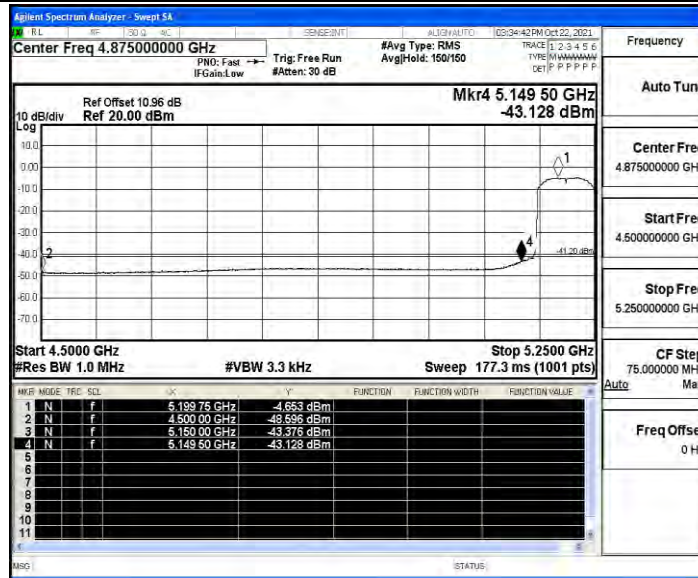 Agilent Spectrum Analyzer - Swept SA
RL RF 50 Ω AC SENSE:INT ALIGN AUTO 03:34:42 PM Oct 22, 2021
Center Freq 4.875000000 GHz
PNO: Fast
IFGain:Low
Trig: Free Run
#Atten: 30 dB
#Avg Type: RMS
Avg|Hold: 150/150
TRACE 1 2 3 4 5 6
TYPE M WWWWW
DET P P P P P P
Ref Offset 10.96 dB
Ref 20.00 dBm
10 dB/div
Log
Mkr4 5.149 50 GHz
-43.128 dBm
10.0
0.00
-10.0
-20.0
-30.0
-40.0
-50.0
-60.0
-70.0
1
2
4
-41.20 dBm
Start 4.5000 GHz
Stop 5.2500 GHz
#Res BW 1.0 MHz
#VBW 3.3 kHz
Sweep 177.3 ms (1001 pts)
MKR MODE TRC SCL X Y FUNCTION FUNCTION WIDTH FUNCTION VALUE
1 N f 5.199 75 GHz -4.653 dBm
2 N f 4.500 00 GHz -48.596 dBm
3 N f 5.150 00 GHz -43.376 dBm
4 N f 5.149 50 GHz -43.128 dBm
5
6
7
8
9
10
11
MSG
STATUS
Frequency
Auto Tun
Center Fre
4.875000000 GH
Start Fre
4.500000000 GH
Stop Fre
5.250000000 GH
CF Step
75.000000 MH
Auto Ma
Freq Offse
0 H